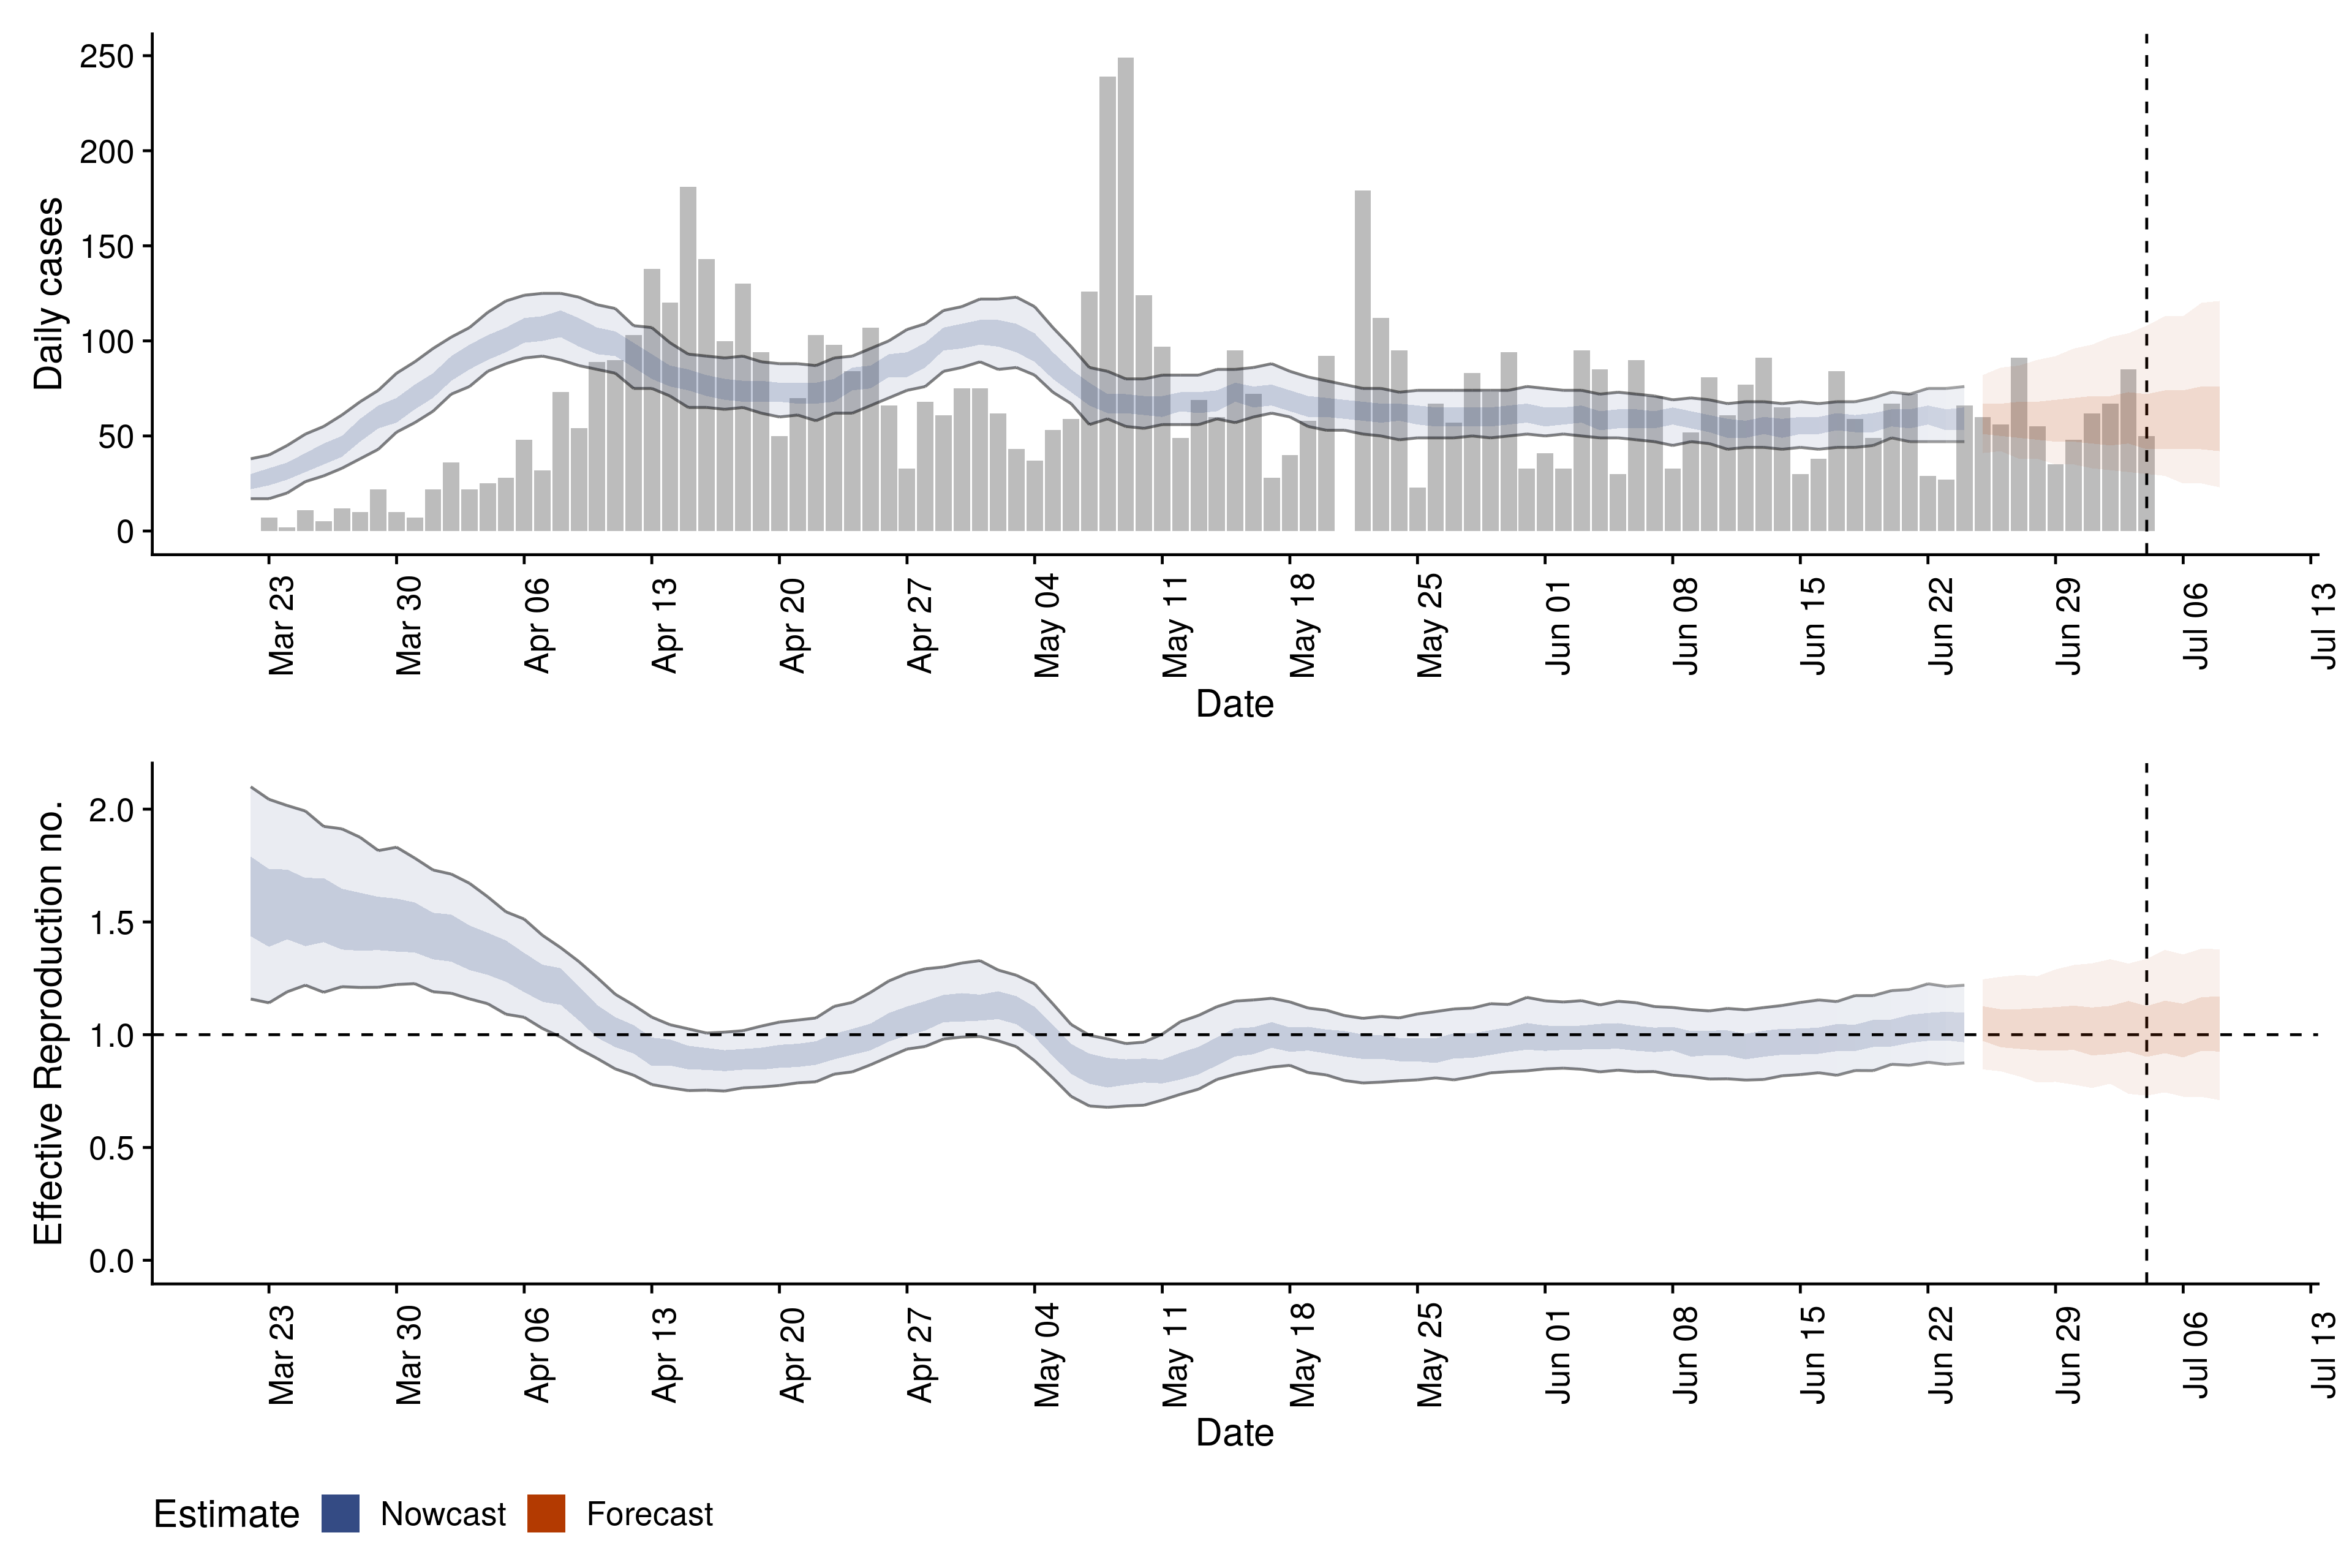 Daily cases
250
200
150
100
50
0
Mar 23
Mar 30
Apr 06
Apr 13
Apr 20
Apr 27
May 04
May 11
May 18
May 25
Jun 01
Jun 08
Jun 15
Jun 22
Jun 29
Jul 06
Jul 13
Date
Effective Reproduction no.
2.0
1.5
1.0
0.5
0.0
Mar 23
Mar 30
Apr 06
Apr 13
Apr 20
Apr 27
May 04
May 11
May 18
May 25
Jun 01
Jun 08
Jun 15
Jun 22
Jun 29
Jul 06
Jul 13
Date
Estimate Nowcast Forecast